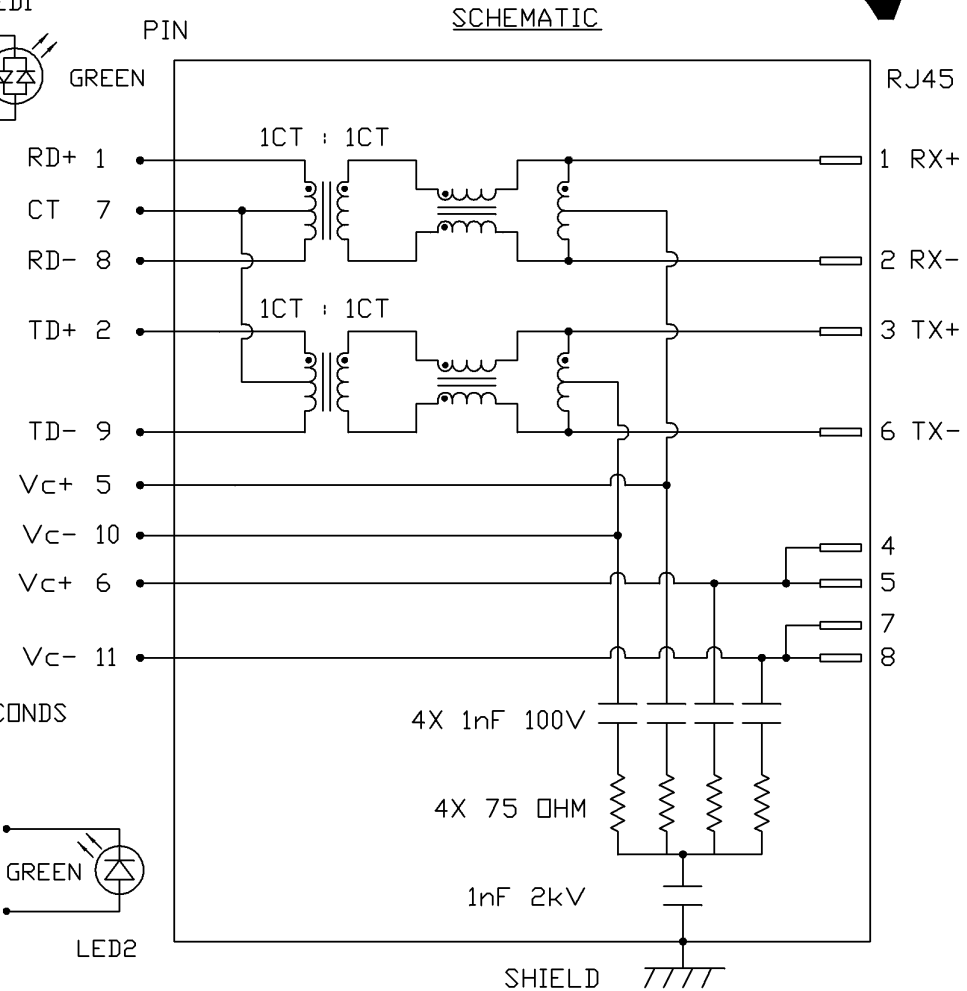 SCHEMATIC
PIN
GREEN
RJ45
1CT : 1CT
RD+ 1
1 RX+
CT 7
RD- 8
2 RX-
1CT : 1CT
TD+ 2
3 TX+
TD- 9
6 TX-
Vc+ 5
Vc- 10
4
Vc+ 6
5
7
Vc- 11
8
4X 1nF 100V
4X 75 OHM
GREEN
1nF 2kV
LED2
SHIELD